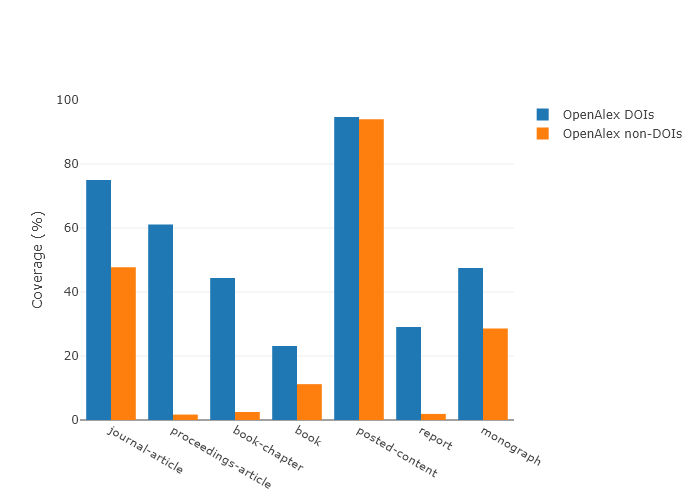 100
80
60
40
20
0
Coverage (%)
journal-article
proceedings-article
book-chapter
book
posted-content
report
monograph
OpenAlex DOIs
OpenAlex non-DOIs